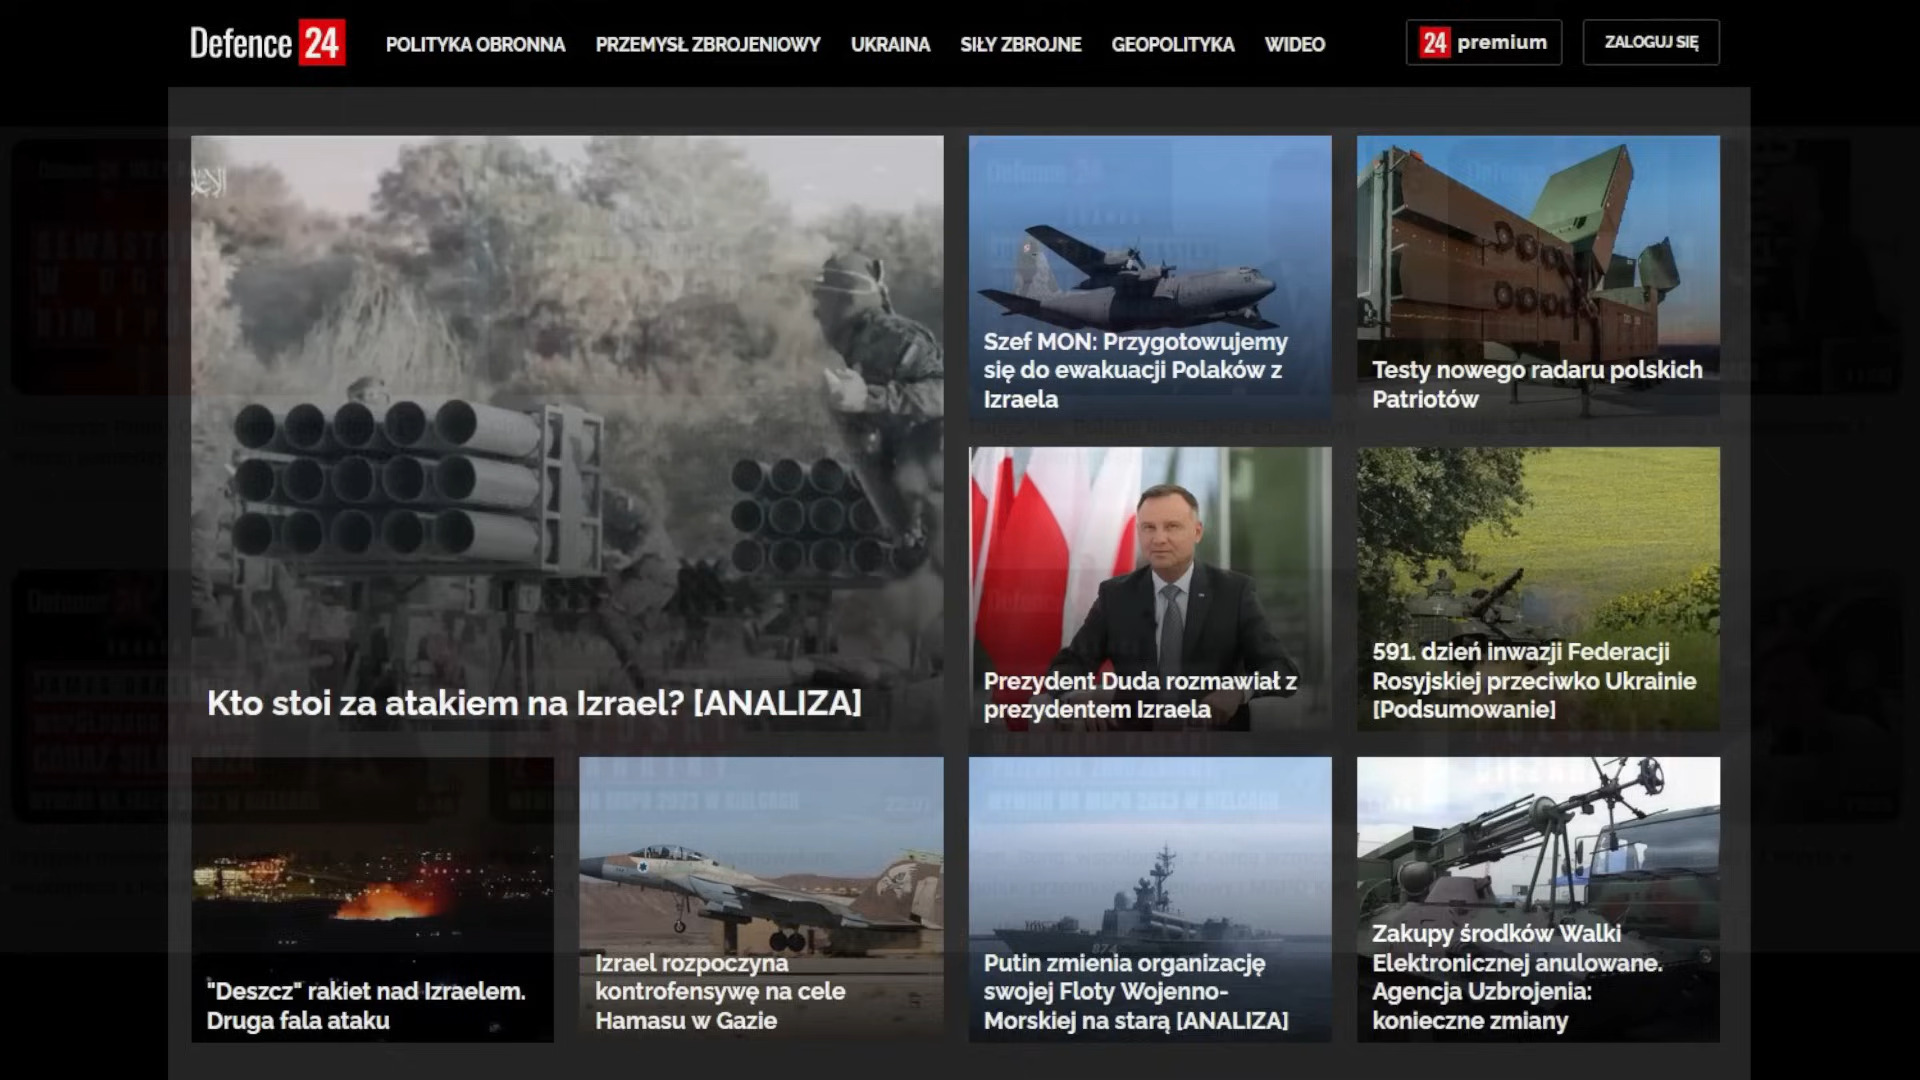 Defence 24
POLITYKA OBRONNA
PRZEMYSŁ ZBROJENIOWY
UKRAINA
SIŁY ZBROJNE
GEOPOLITYKA
WIDEO
24 premium
ZALOGUJ SIĘ
Kto stoi za atakiem na Izrael? [ANALIZA]
Szef MON: Przygotowujemy
się do ewakuacji Polaków z
Izraela
Testy nowego radaru polskich
Patriotów
Prezydent Duda rozmawiał z
prezydentem Izraela
591. dzień inwazji Federacji
Rosyjskiej przeciwko Ukrainie
[Podsumowanie]
"Deszcz" rakiet nad Izraelem.
Druga fala ataku
Izrael rozpoczyna
kontrofensywę na cele
Hamasu w Gazie
874
Putin zmienia organizację
swojej Floty Wojenno-
Morskiej na starą [ANALIZA]
Zakupy środków Walki
Elektronicznej anulowane.
Agencja Uzbrojenia:
konieczne zmiany